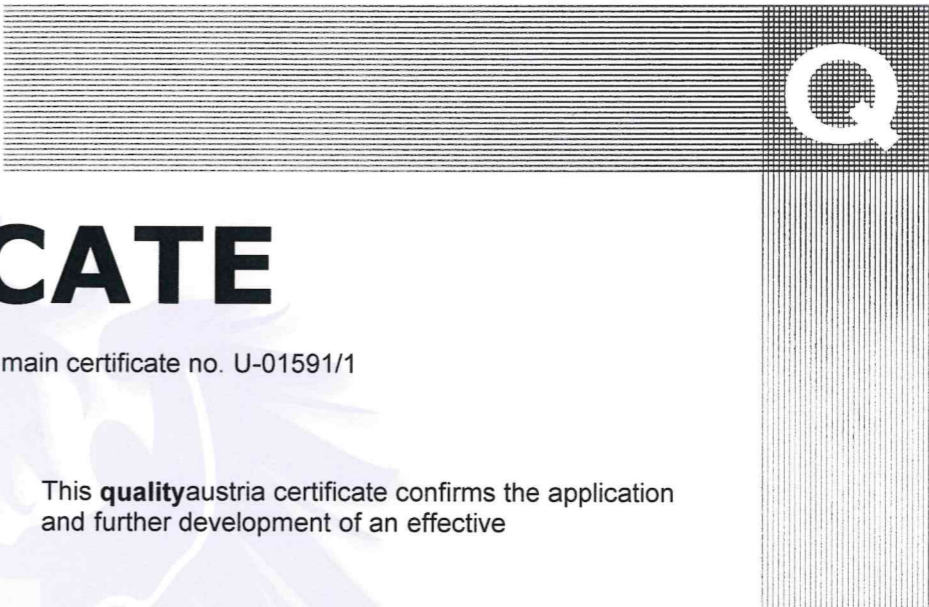 Q
CATE
main certificate no. U-01591/1
This qualityaustria certificate confirms the application
and further development of an effective